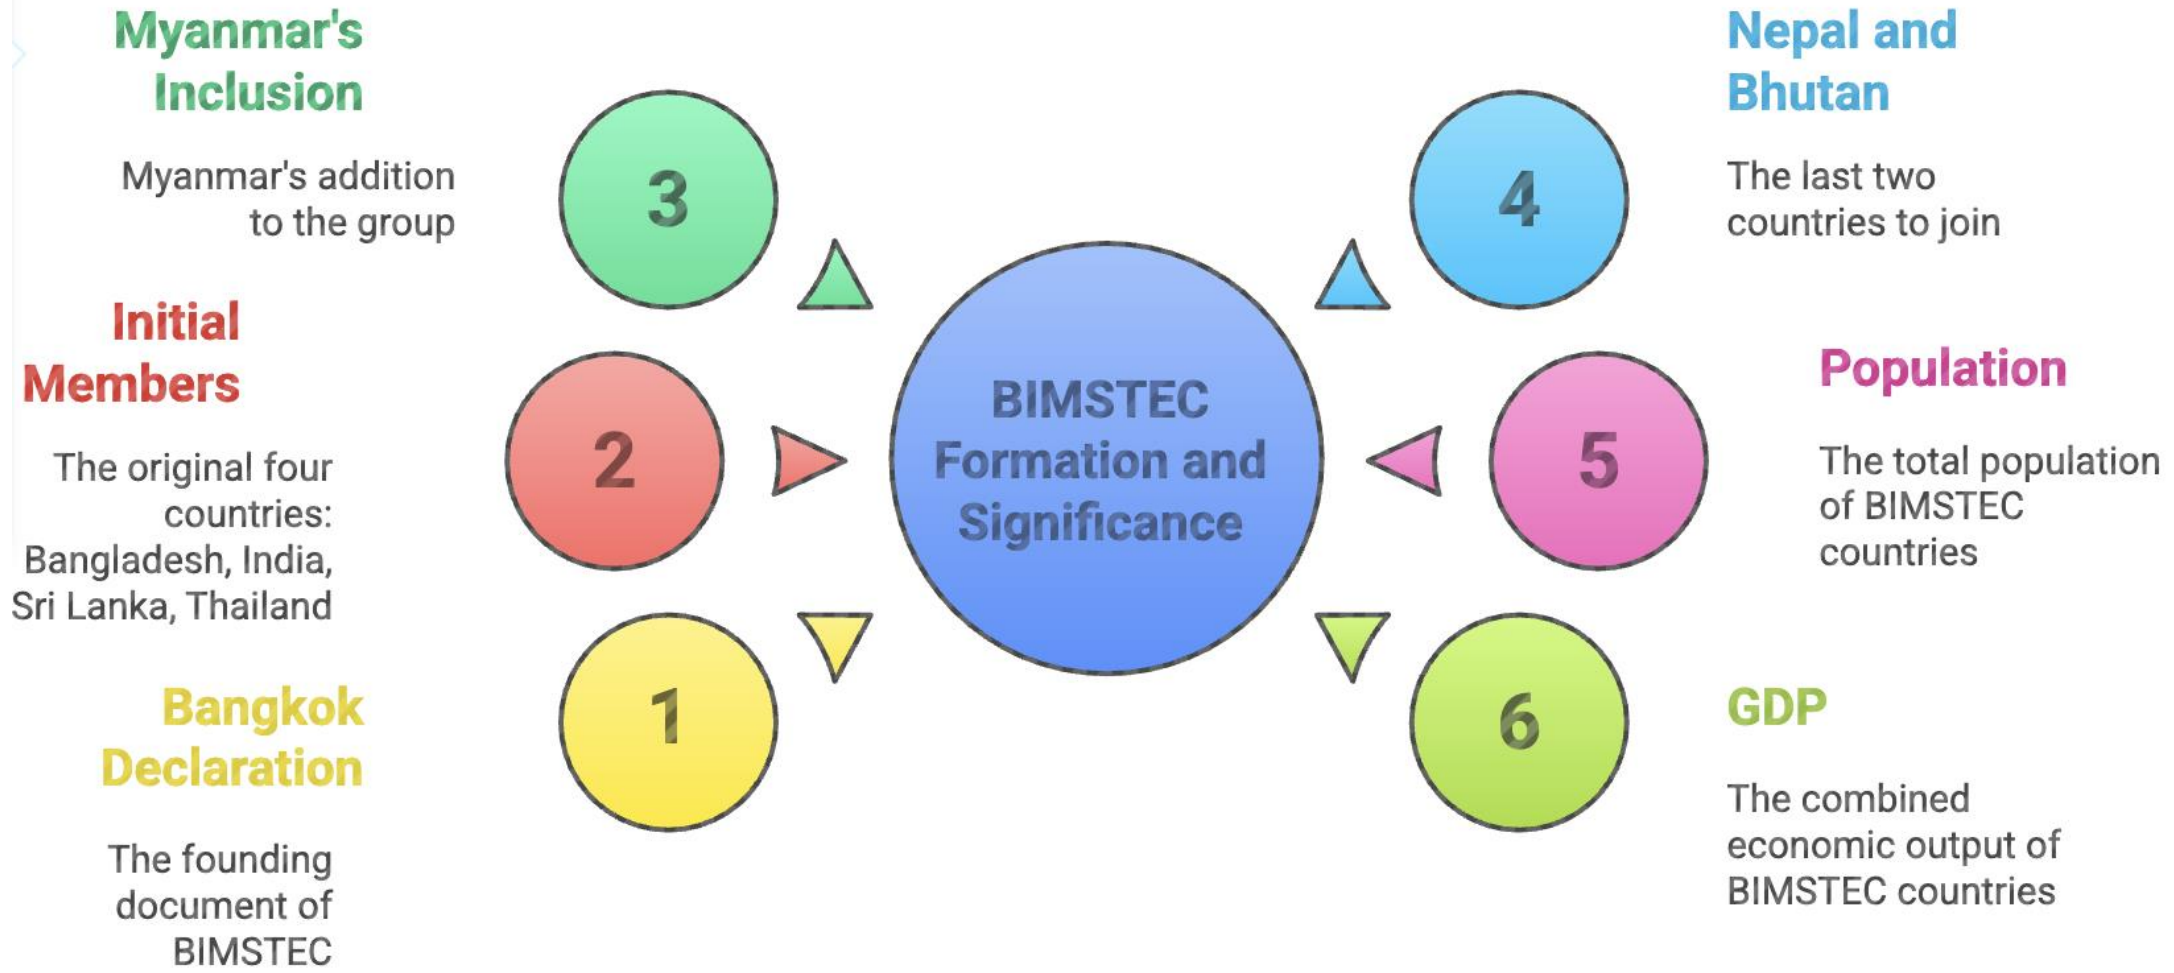 Myanmar's
Inclusion
Myanmar's addition
to the group
3
Initial
Members
The original four
countries:
Bangladesh, India,
Sri Lanka, Thailand
2
Bangkok
Declaration
The founding
document of
BIMSTEC
1
BIMSTEC
Formation and
Significance
Nepal and
Bhutan
The last two
countries to join
4
Population
The total population
of BIMSTEC
countries
5
GDP
The combined
economic output of
BIMSTEC countries
6